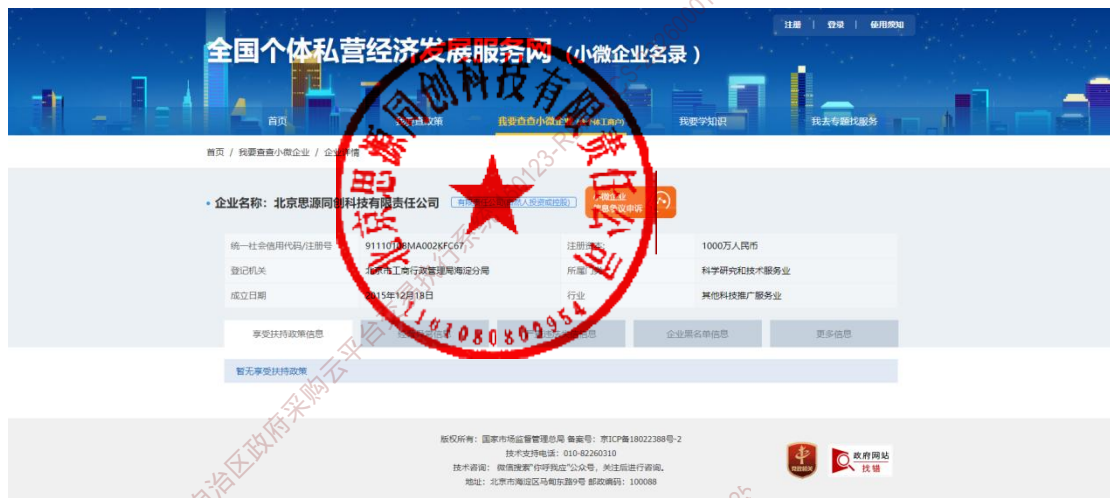 注册 | 登录 | 使用须知
全国个体私营经济发展服务网（小微企业名录）
首页
我要查查小微企业
我要学知识
我去专题找服务
首页 / 我要查查小微企业 / 企业详情
企业名称：北京思源同创科技有限责任公司
统一社会信用代码/注册号
注册资本：
1000万人民币
登记机关
北京市工商行政管理局海淀分局
科学研究和技术服务业
成立日期
2015年12月18日
行业
其他科技推广服务业
享受扶持政策信息
企业黑名单信息
更多信息
暂无享受扶持政策
北京思源同创科技有限责任公司
版权所有：国家市场监督管理总局 备案号：京ICP备18022388号-2
技术支持电话：010-82260310
技术咨询： 微信搜索"你呼我应"公众号，关注后进行咨询。
地址：北京市海淀区马甸东路9号 邮政编码：100088
政府网站
找错
自治区政府采购云平台